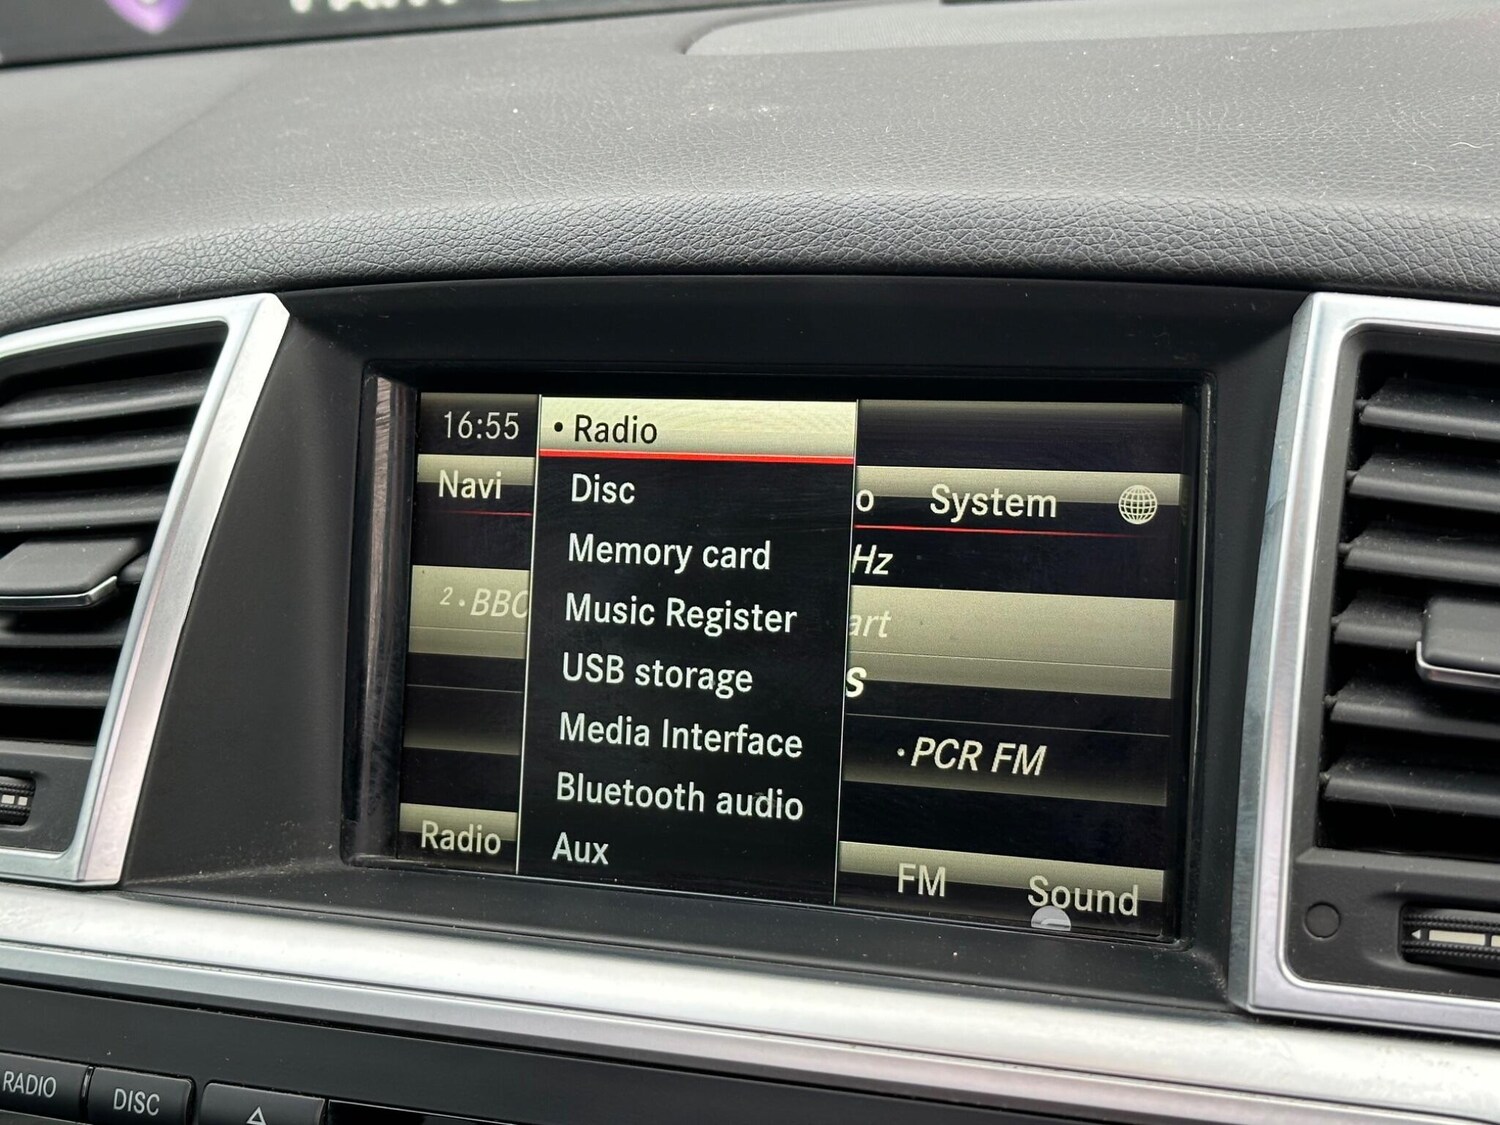 16:55
• Radio
Navi
Disc
o
System
Memory card
Hz
2 • BBC
Music Register
art
USB storage
s
Media Interface
• PCR FM
Bluetooth audio
Radio
Aux
FM
Sound
RADIO
DISC